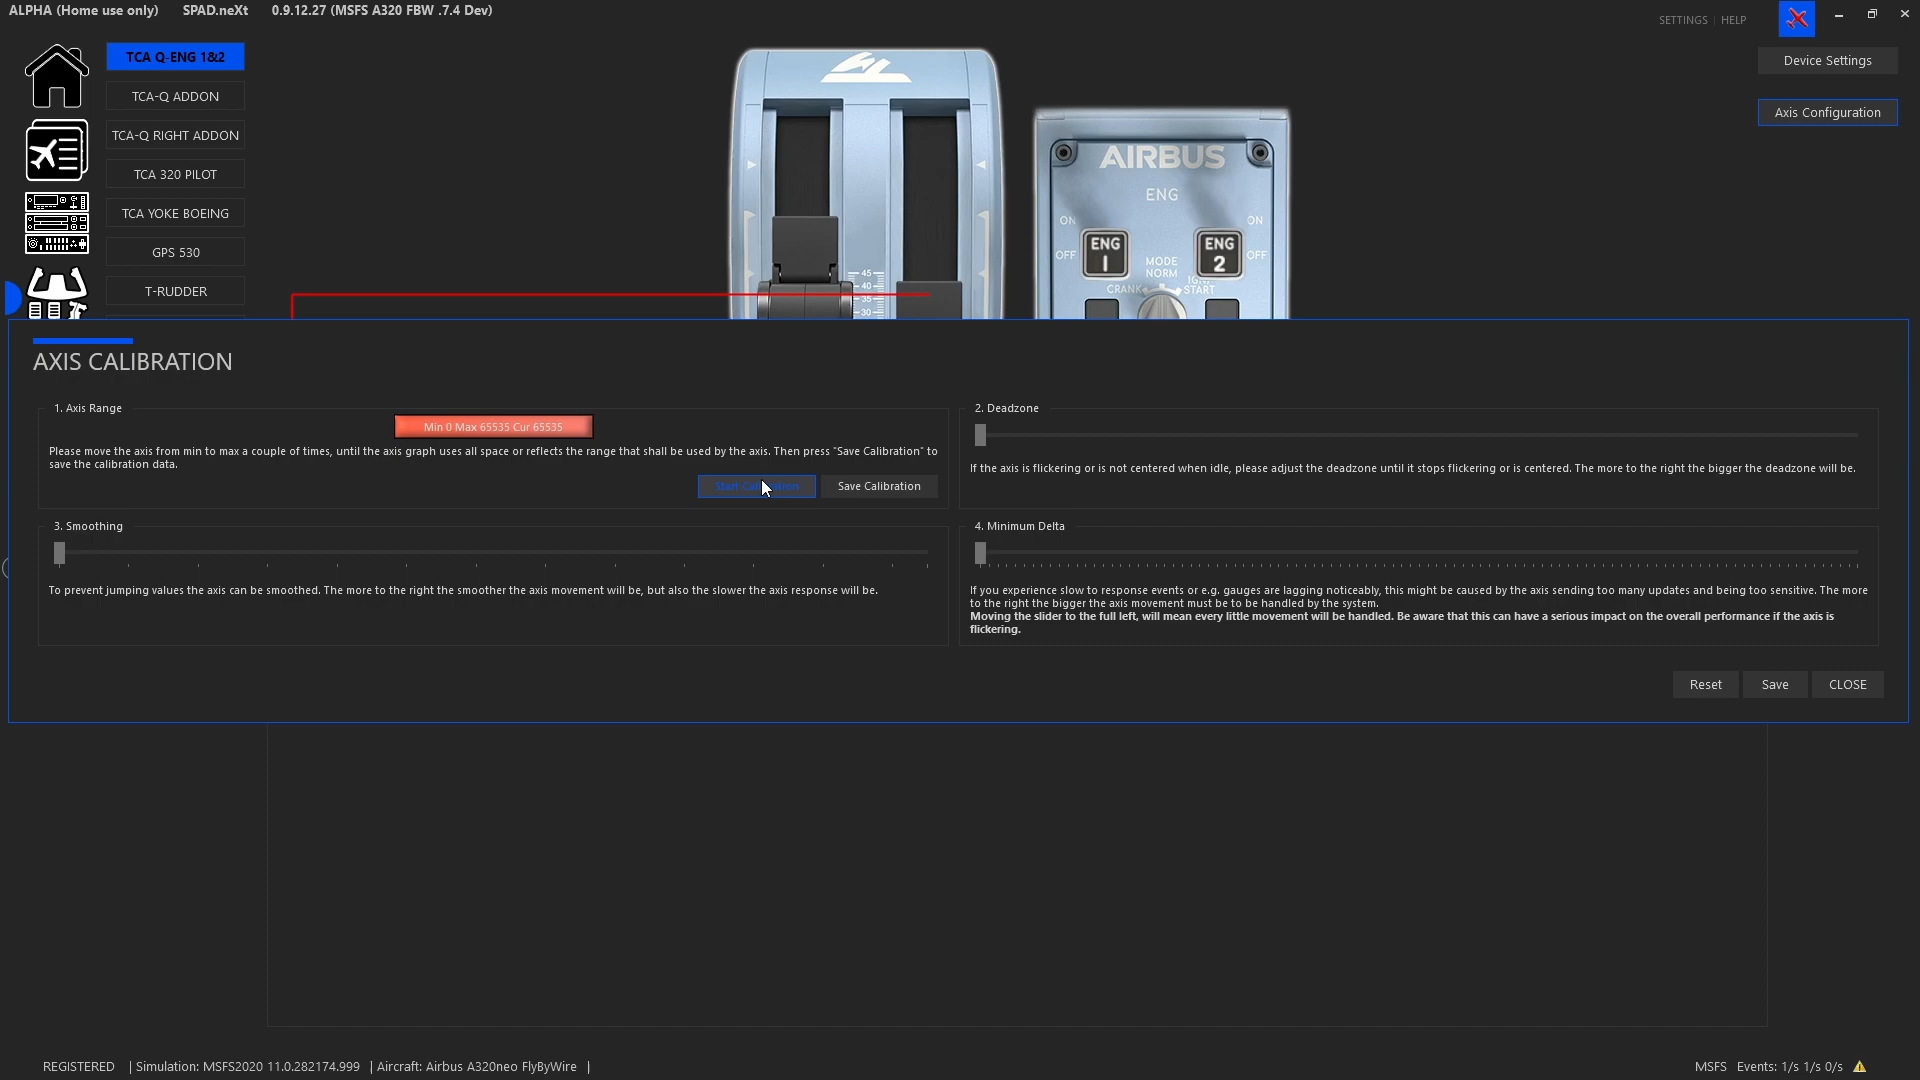 ALPHA (Home use only) SPAD.neXt 0.9.12.27 (MSFS A320 FBW .7.4 Dev)
SETTINGS | HELP
TCA Q-ENG 1&2
TCA-Q ADDON
TCA-Q RIGHT ADDON
TCA 320 PILOT
TCA YOKE BOEING
GPS 530
T-RUDDER
Device Settings
Axis Configuration
45
40
35
30
AIRBUS
ENG
ON
ON
OFF
ENG
1
ENG
2
OFF
MODE
NORM
CRANK
START
AXIS CALIBRATION
1. Axis Range
Min 0 Max 65535 Cur 65535
Please move the axis from min to max a couple of times, until the axis graph uses all space or reflects the range that shall be used by the axis. Then press "Save Calibration" to
save the calibration data.
Start Calibration
Save Calibration
2. Deadzone
If the axis is flickering or is not centered when idle, please adjust the deadzone until it stops flickering or is centered. The more to the right the bigger the deadzone will be.
3. Smoothing
To prevent jumping values the axis can be smoothed. The more to the right the smoother the axis movement will be, but also the slower the axis response will be.
4. Minimum Delta
If you experience slow to response events or e.g. gauges are lagging noticeably, this might be caused by the axis sending too many updates and being too sensitive. The more
to the right the bigger the axis movement must be to be handled by the system.
Moving the slider to the full left, will mean every little movement will be handled. Be aware that this can have a serious impact on the overall performance if the axis is
flickering.
Reset
Save
CLOSE
REGISTERED | Simulation: MSFS2020 11.0.282174.999 | Aircraft: Airbus A320neo FlyByWire |
MSFS Events: 1/s 1/s 0/s